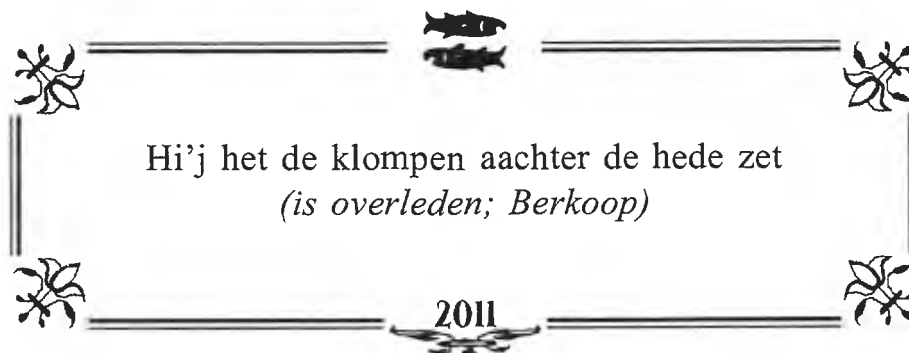 Hi’j het de klompen aachter de hede zet
(is overleden; Berkoop)
2011